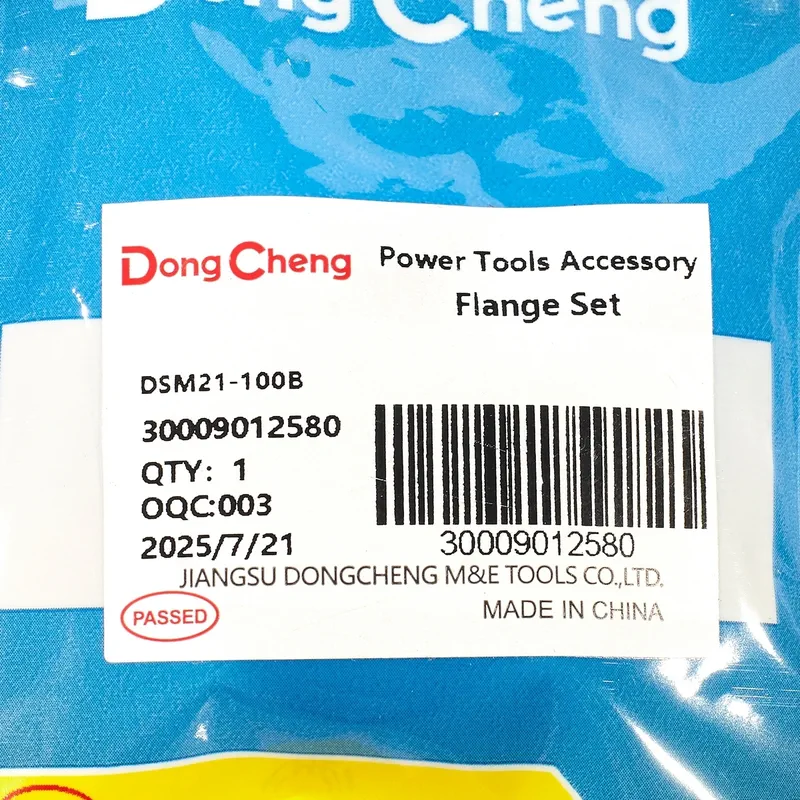 Dong Cheng
Dong Cheng
Power Tools Accessory
Flange Set
DSM21-100B
30009012580
QTY: 1
OQC:003
2025/7/21
30009012580
JIANGSU DONGCHENG M&E TOOLS CO.,LTD.
PASSED
MADE IN CHINA